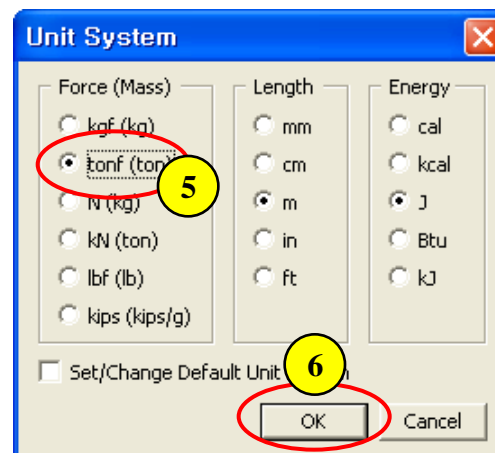 Unit System
Force (Mass)
kgf (kg)
tonf (ton)
5
N (kg)
kN (ton)
lbf (lb)
kips (kips/g)
Length
mm
cm
m
in
ft
Energy
cal
kcal
J
Btu
kJ
Set/Change Default Unit
6
OK
Cancel